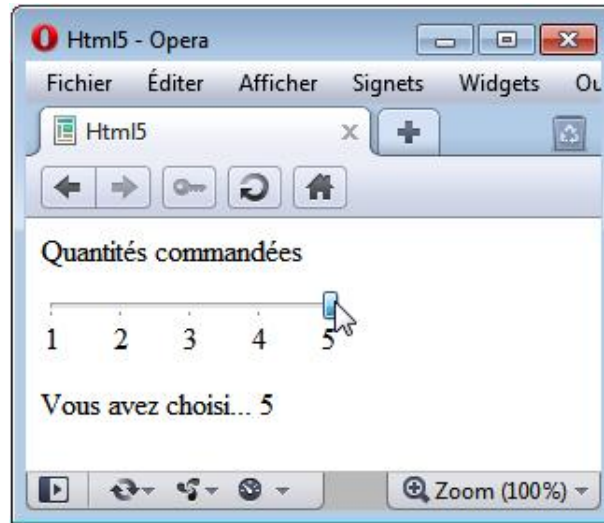 Html5 - Opera
Fichier Éditer Afficher Signets Widgets
Html5
Quantités commandées
1 2 3 4 5
Vous avez choisi... 5
Zoom (100%)